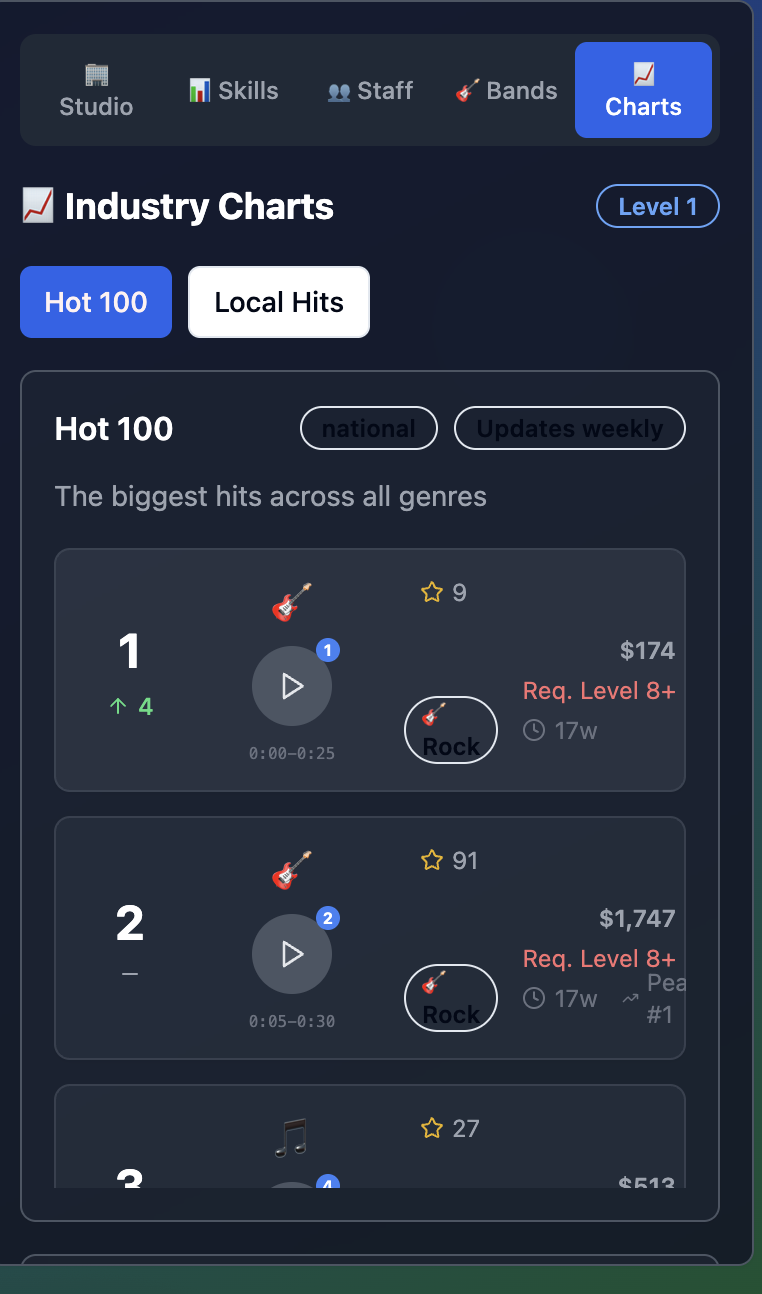 Studio
Skills
Staff
Bands
Charts
Industry Charts
Level 1
Hot 100
Local Hits
Hot 100
national
Updates weekly
The biggest hits across all genres
1
4
1
0:00–0:25
9
Rock
$174
Req. Level 8+
17w
2
–
2
0:05–0:30
91
Rock
$1,747
Req. Level 8+
17w
Pea
#1
3
4
27
$513